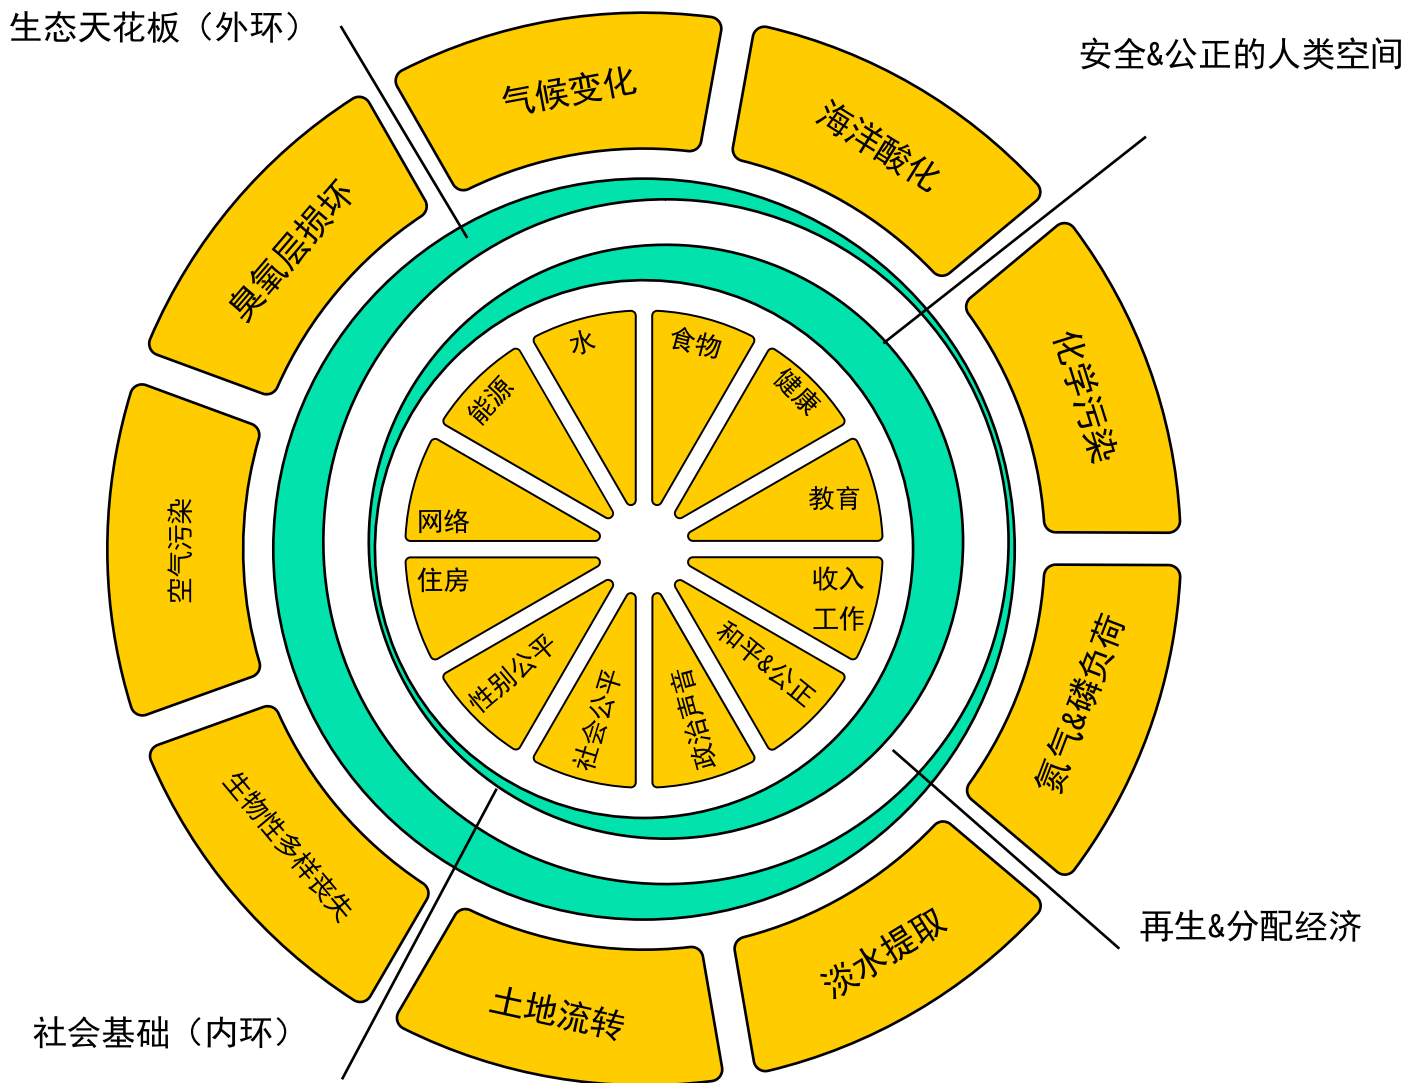 生态天花板（外环）
安全&公正的人类空间
气候变化
海洋酸化
化学污染
氮气&磷负荷
淡水提取
土地流转
生物性多样丧失
空气污染
臭氧层损坏
水
食物
健康
教育
收入
工作
和平&公正
政治声音
社会公平
性别公平
住房
网络
能源
再生&分配经济
社会基础（内环）